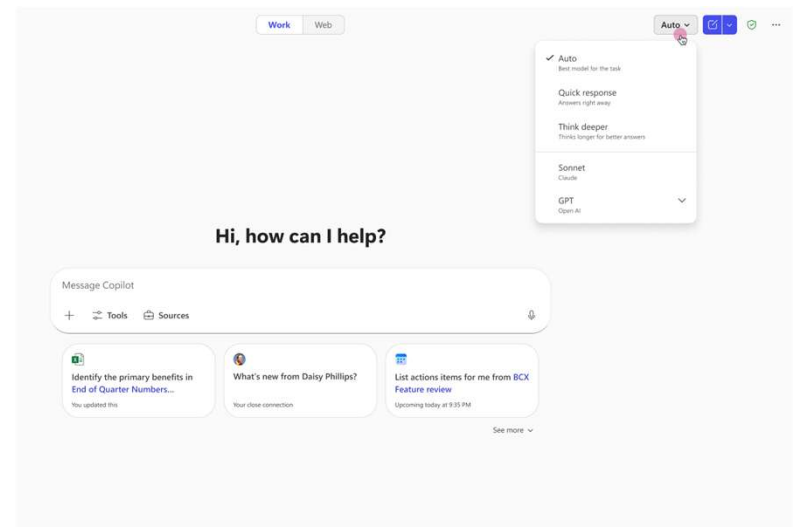 Work
Web
Auto
Auto
Best model for the task
Quick response
Answers right away
Think deeper
Thinks longer for better answers
Sonnet
Claude
GPT
Open AI
Hi, how can I help?
Message Copilot
Tools
Sources
Identify the primary benefits in
End of Quarter Numbers...
You updated this
What's new from Daisy Phillips?
Your close connection
List actions items for me from BCX
Feature review
Upcoming today at 9:35 PM
See more